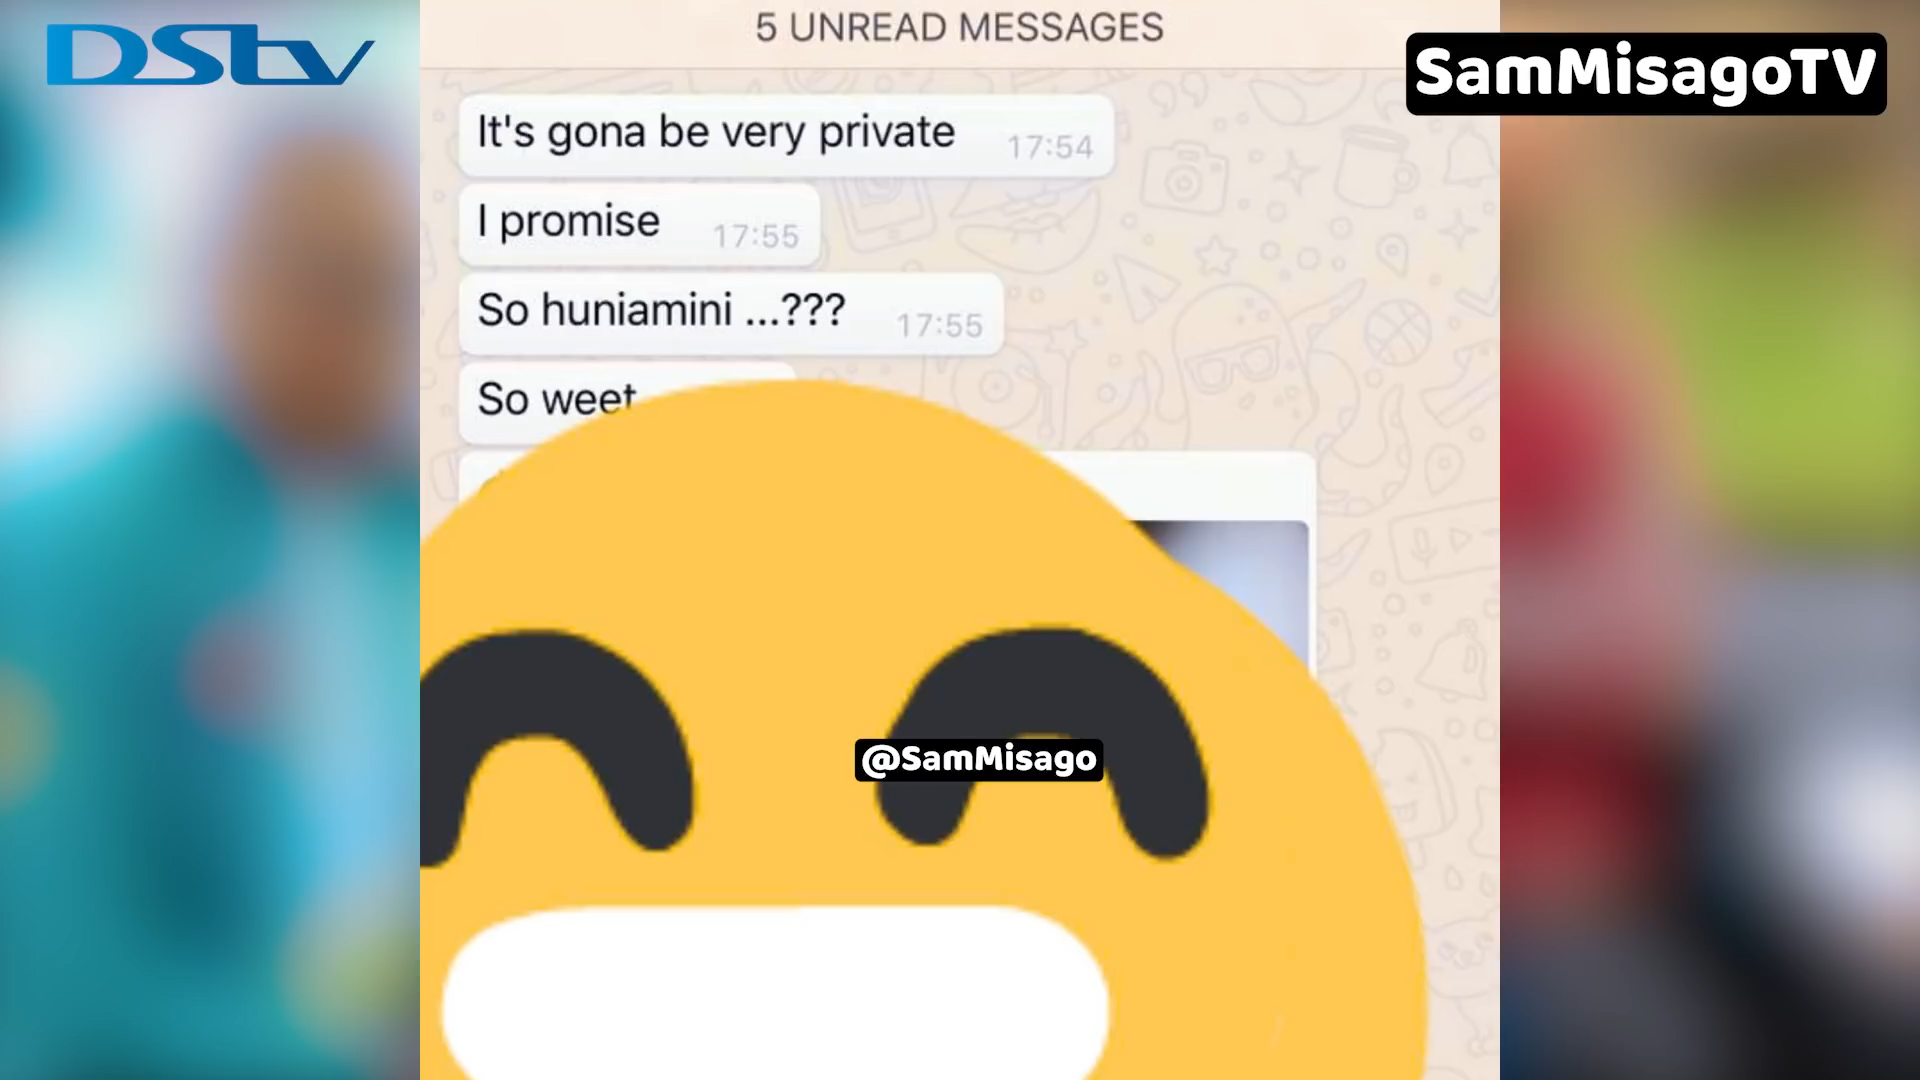 DStv
5 UNREAD MESSAGES
SamMisagoTV
It's gona be very private 17:54
I promise 17:55
So huniamini ...??? 17:55
So weet
@SamMisago